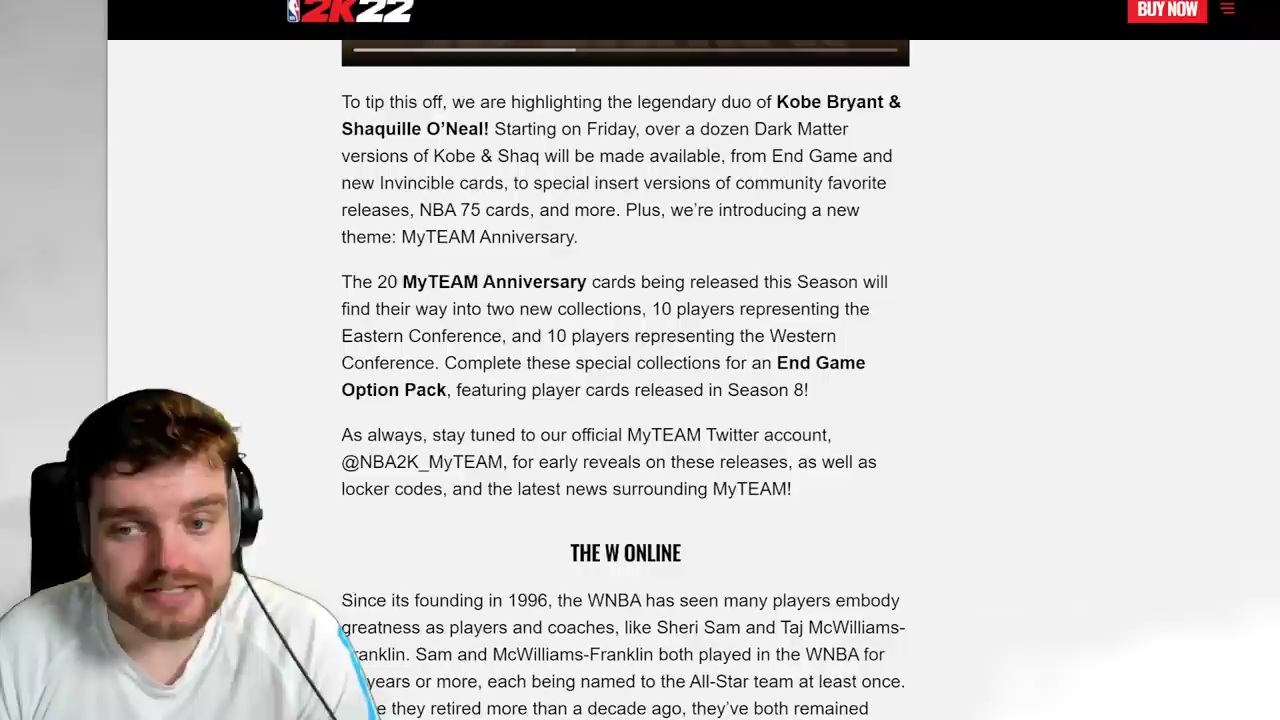 2K22
BUY NOW
To tip this off, we are highlighting the legendary duo of Kobe Bryant &
Shaquille O’Neal! Starting on Friday, over a dozen Dark Matter
versions of Kobe & Shaq will be made available, from End Game and
new Invincible cards, to special insert versions of community favorite
releases, NBA 75 cards, and more. Plus, we’re introducing a new
theme: MyTEAM Anniversary.
The 20 MyTEAM Anniversary cards being released this Season will
find their way into two new collections, 10 players representing the
Eastern Conference, and 10 players representing the Western
Conference. Complete these special collections for an End Game
Option Pack, featuring player cards released in Season 8!
As always, stay tuned to our official MyTEAM Twitter account,
@NBA2K_MyTEAM, for early reveals on these releases, as well as
locker codes, and the latest news surrounding MyTEAM!
THE W ONLINE
Since its founding in 1996, the WNBA has seen many players embody
greatness as players and coaches, like Sheri Sam and Taj McWilliams-
ranklin. Sam and McWilliams-Franklin both played in the WNBA for
years or more, each being named to the All-Star team at least once.
they retired more than a decade ago, they’ve both remained